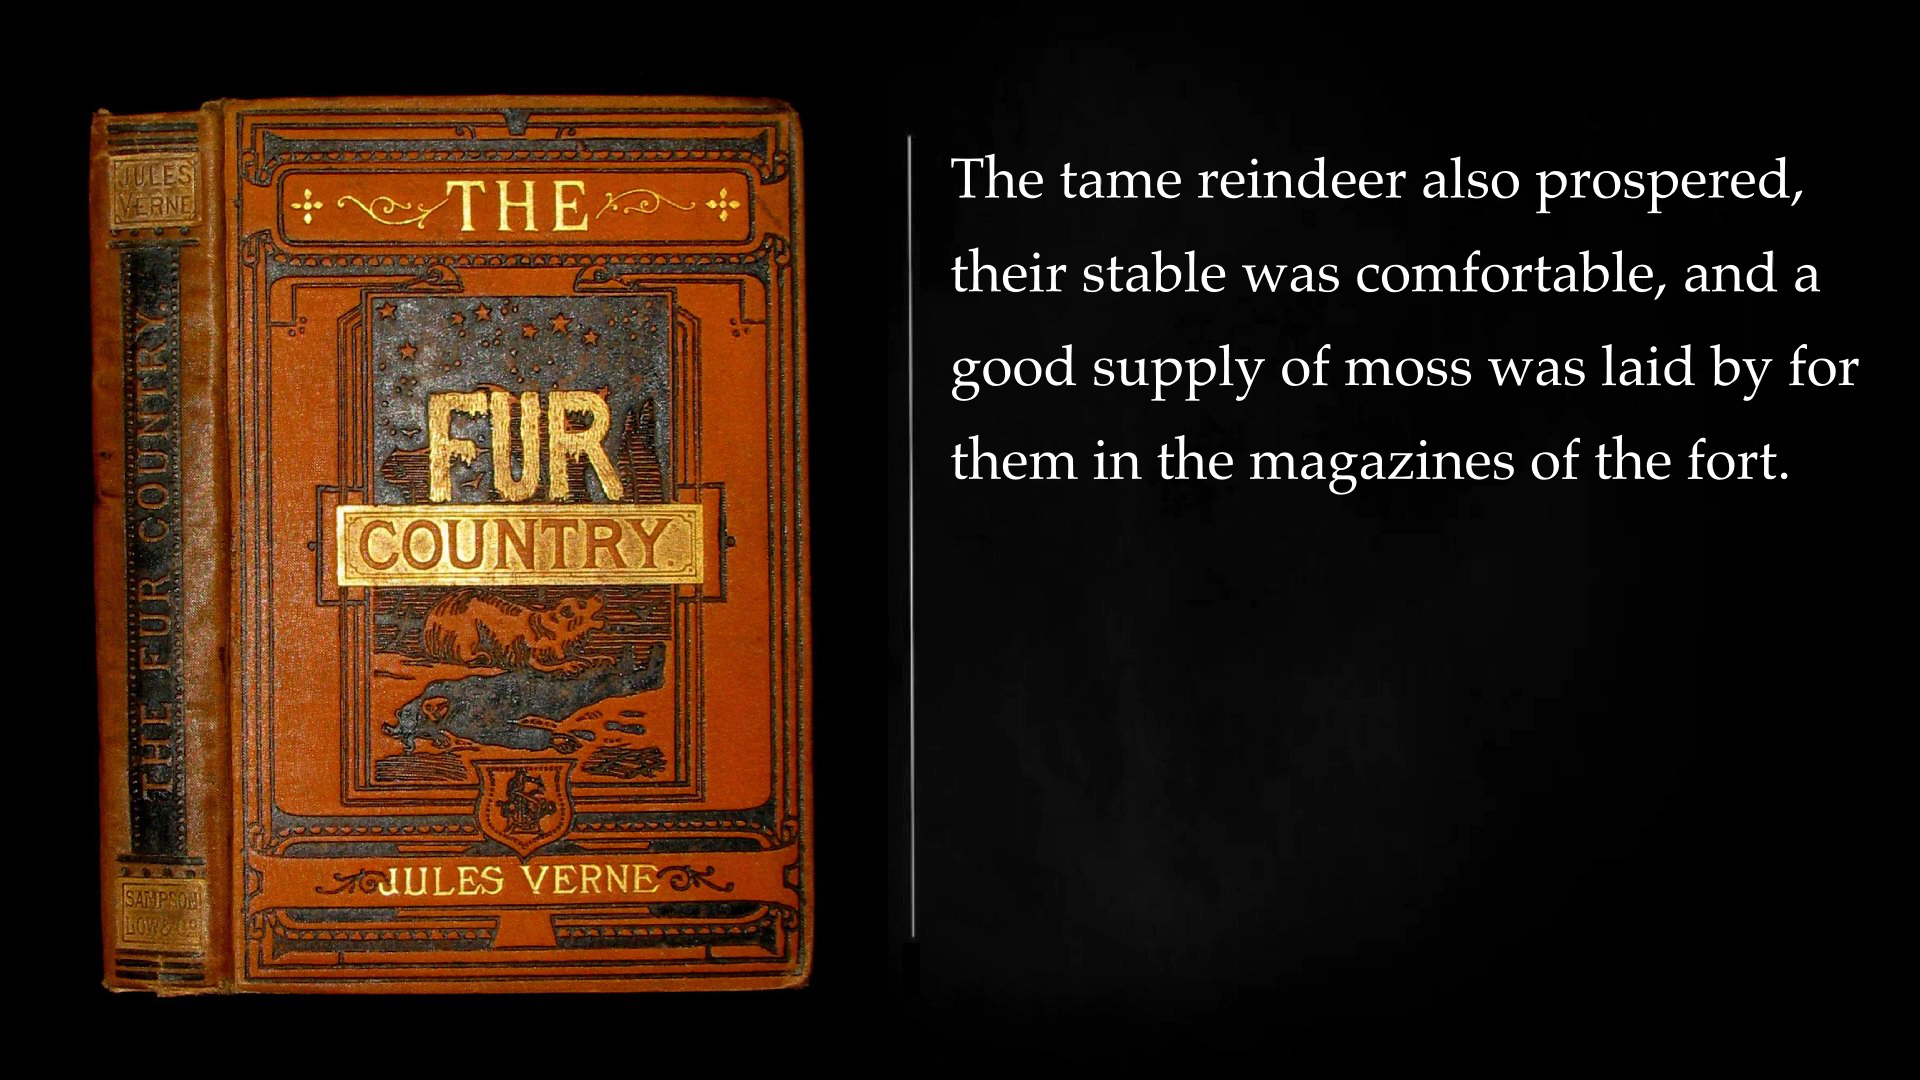 JULES
VERNE
THE FUR COUNTRY.
SAMPSON
LOW & Co
THE
FUR
COUNTRY.
JULES VERNE
The tame reindeer also prospered,
their stable was comfortable, and a
good supply of moss was laid by for
them in the magazines of the fort.